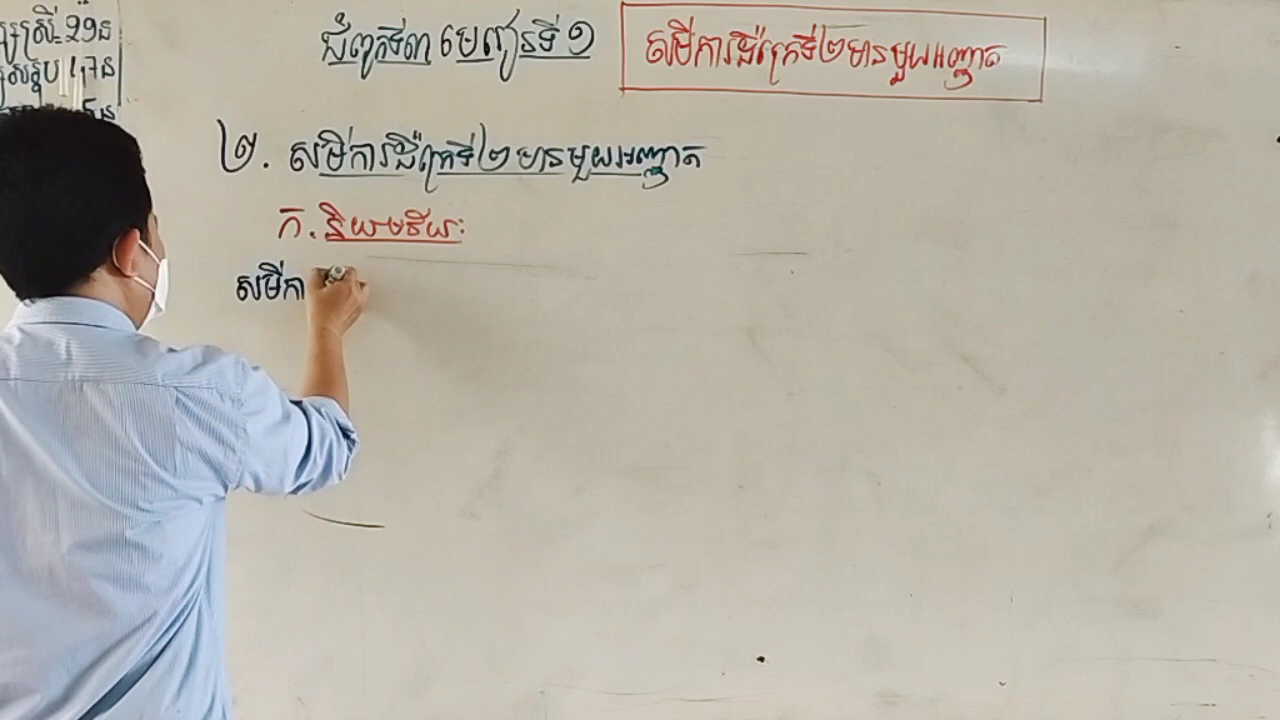 ជំពូកទី៣ មេរៀនទី១
សមីការដឺក្រេទី២មានមួយអញ្ញាត
២. សមីការដឺក្រេទី២ មានមួយអញ្ញាត
ក. និយមន័យ:
សមីកា